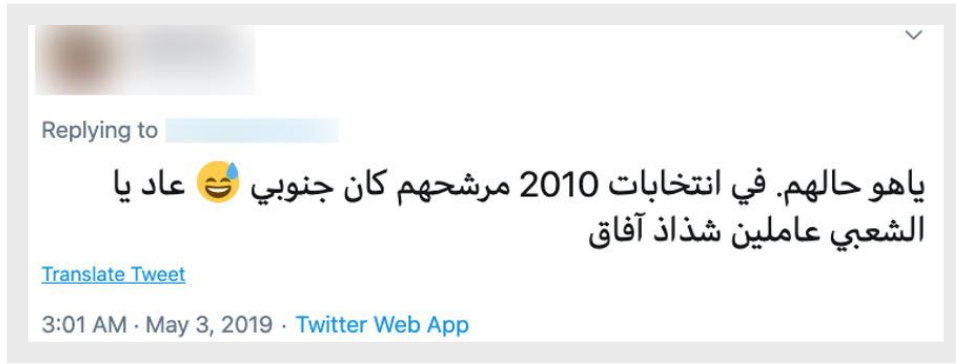 Replying to
ياهو حالهم. في انتخابات 2010 مرشحهم كان جنوبي 😅 عاد يا
الشعبي عاملين شذاذ آفاق
Translate Tweet
3:01 AM · May 3, 2019 · Twitter Web App